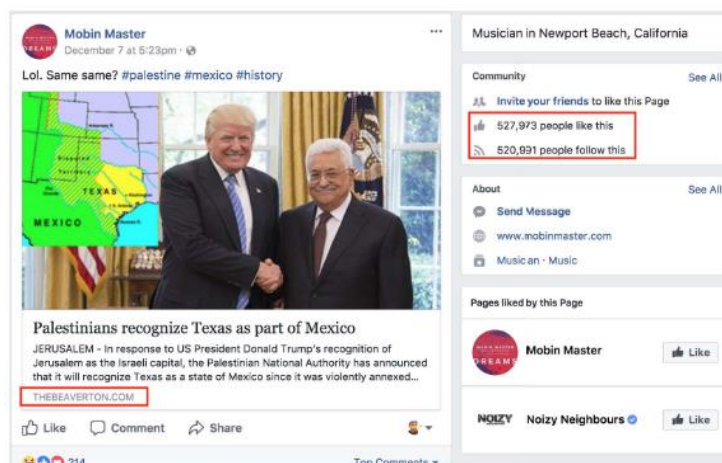 Mobin Master
December 7 at 5:23pm
Lol. Same same? #palestine #mexico #history
Disputed
Territory
TEXAS
MEXICO
Palestinians recognize Texas as part of Mexico
JERUSALEM - In response to US President Donald Trump's recognition of
Jerusalem as the Israeli capital, the Palestinian National Authority has announced
that it will recognize Texas as a state of Mexico since it was violently annexed...
THEBEAVERTON.COM
Like Comment Share
214 Top Comments
Musician in Newport Beach, California
Community See All
Invite your friends to like this Page
527,973 people like this
520,991 people follow this
About See All
Send Message
www.mobinmaster.com
Musician · Music
Pages liked by this Page
DREAMS
Mobin Master Like
NOIZY Noizy Neighbours Like